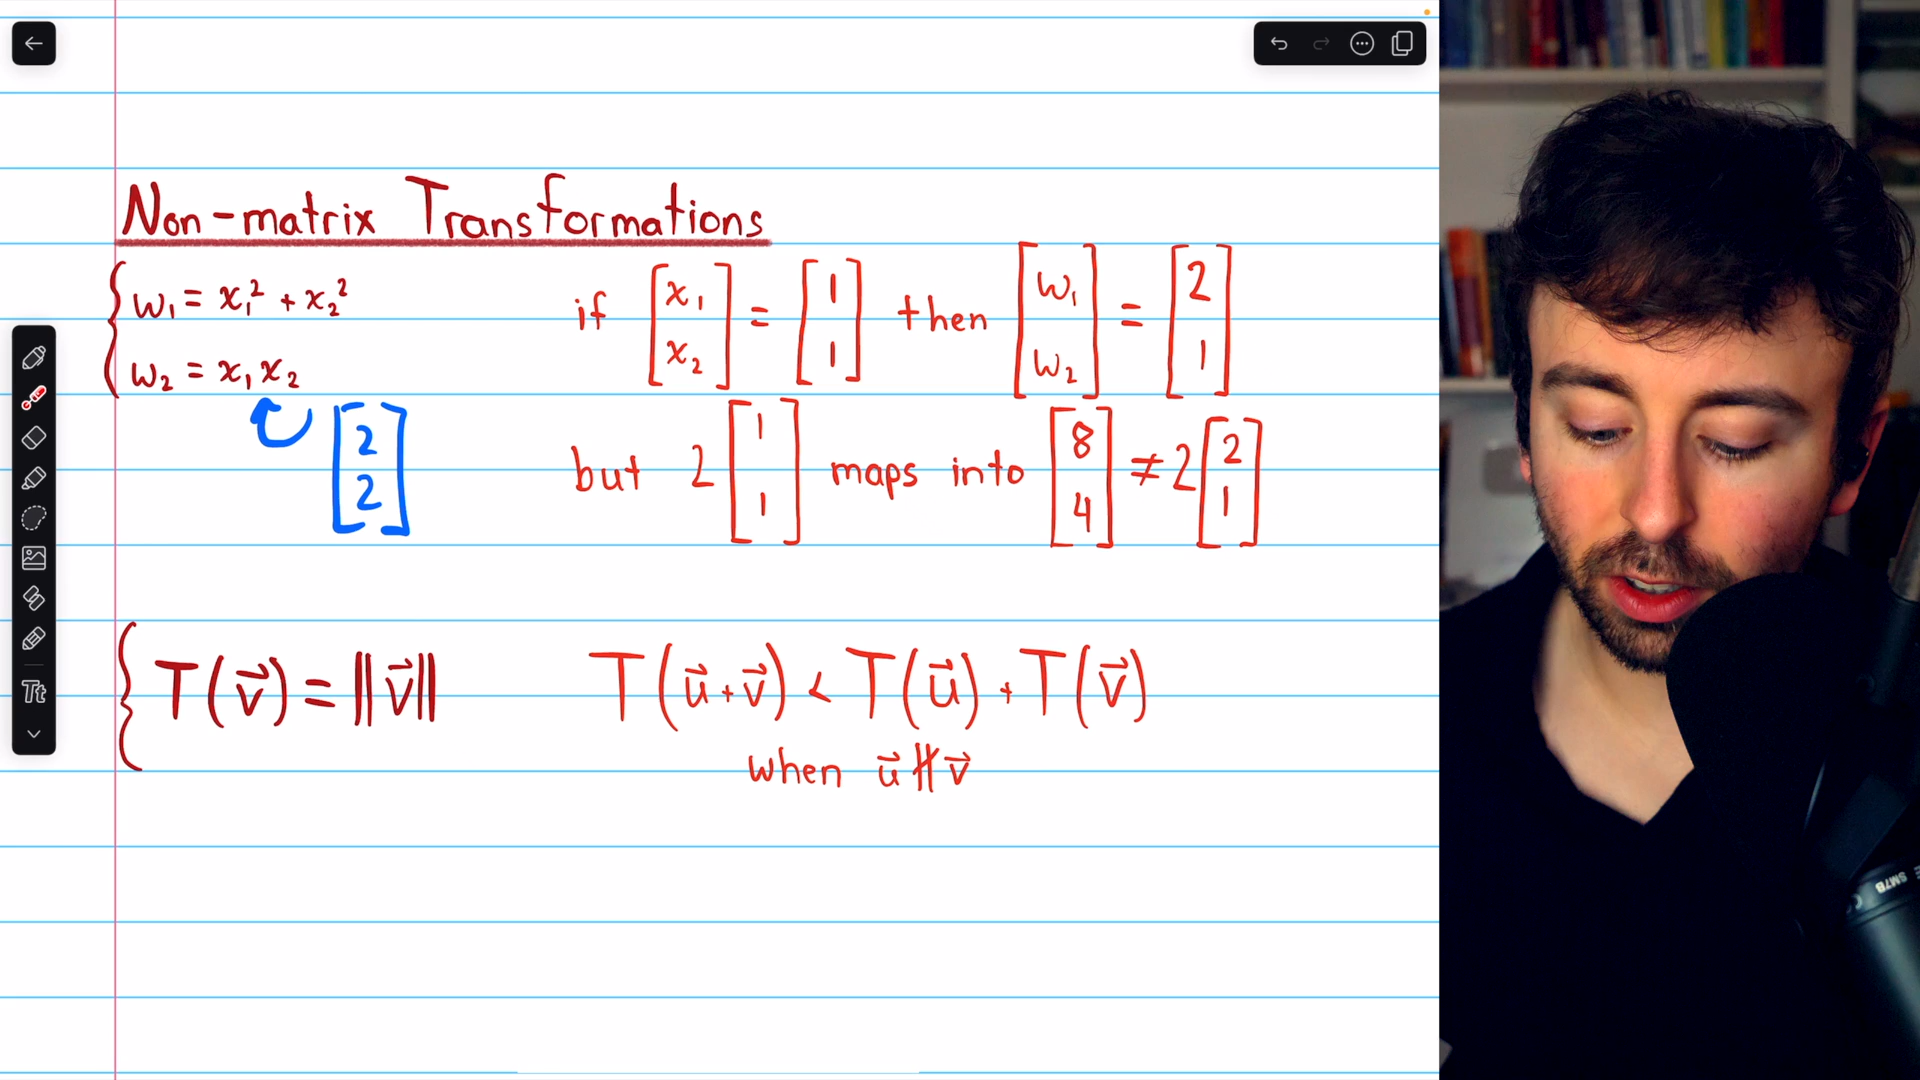 Non-matrix Transformations
w₁ = x₁² + x₂²
w₂ = x₁x₂
if [x₁ x₂] = [1 1] then [w₁ w₂] = [2 1]
[2 2]
but 2[1 1] maps into [8 4] ≠ 2[2 1]
T(v⃗) = ||v⃗||
T(u⃗+v⃗) < T(u⃗) + T(v⃗)
when u⃗ ∦ v⃗
Tt
SM7B